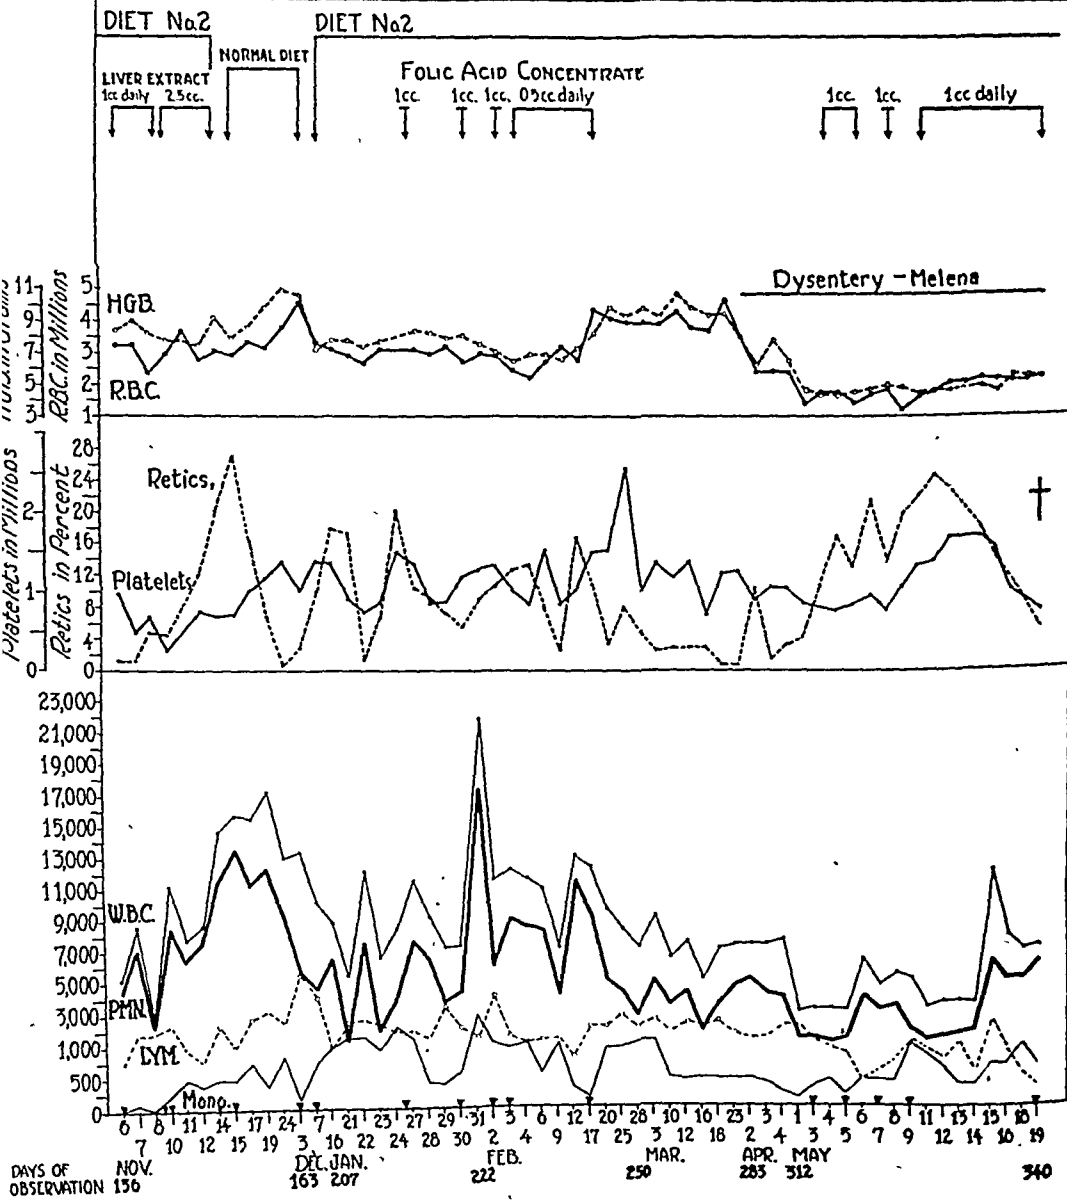 DIET No.2 DIET No.2
NORMAL DIET
LIVER EXTRACT FOLIC ACID CONCENTRATE
1cc daily 2.5cc. 1cc. 1cc. 1cc. 0.5cc.daily 1cc. 1cc. 1cc daily
Dysentery - Melena
HGB.
R.B.C.
R.B.C. in Millions
11 9 7 5 3
5 4 3 2 1
Retics.
Platelets
Platelets in Millions
Retics in Percent
2 1 0
28 24 20 16 12 8 4 0
†
23,000
21,000
19,000
17,000
15,000
13,000
11,000
9,000
7,000
5,000
3,000
1,000
500
0
W.B.C.
PMN.
LYM.
Mono.
6 8 11 14 17 24 7 21 23 27 29 31 3 6 12 20 28 10 16 23 3 1 4 6 8 11 13 15 18
7 10 12 15 19 3 16 22 24 28 30 2 4 9 17 25 3 12 18 2 4 3 5 7 9 12 14 16 19
NOV. DEC. JAN. FEB. MAR. APR. MAY
DAYS OF
OBSERVATION 136 163 207 222 250 283 312 340